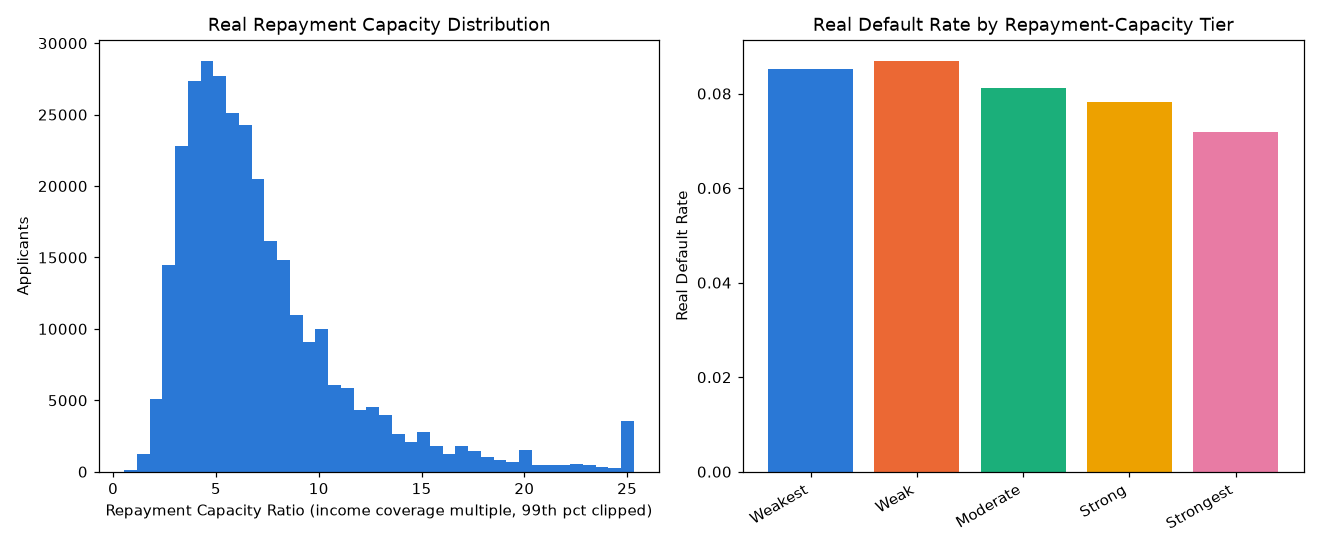 Real Repayment Capacity Distribution
Applicants
30000
25000
20000
15000
10000
5000
0
0 5 10 15 20 25
Repayment Capacity Ratio (income coverage multiple, 99th pct clipped)
Real Default Rate by Repayment-Capacity Tier
Real Default Rate
0.08
0.06
0.04
0.02
0.00
Weakest Weak Moderate Strong Strongest